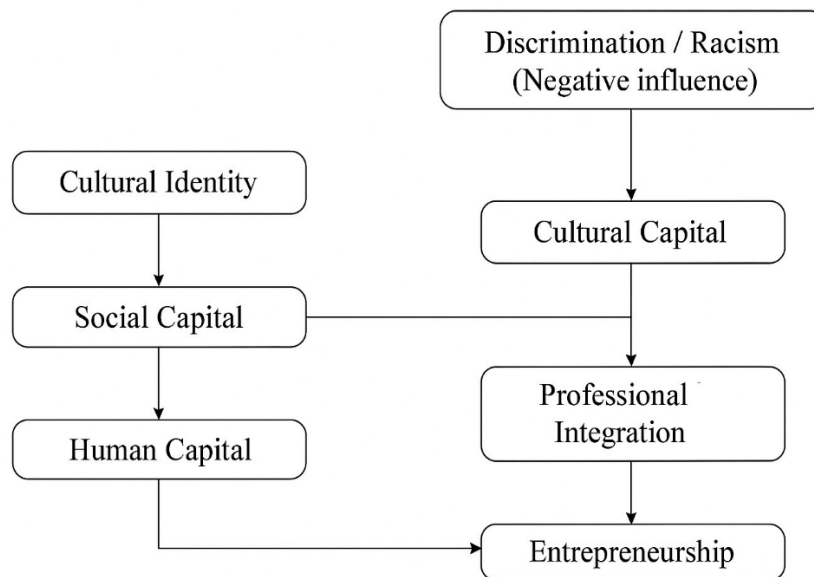 Discrimination / Racism
(Negative influence)
Cultural Identity
Cultural Capital
Social Capital
Professional
Integration
Human Capital
Entrepreneurship